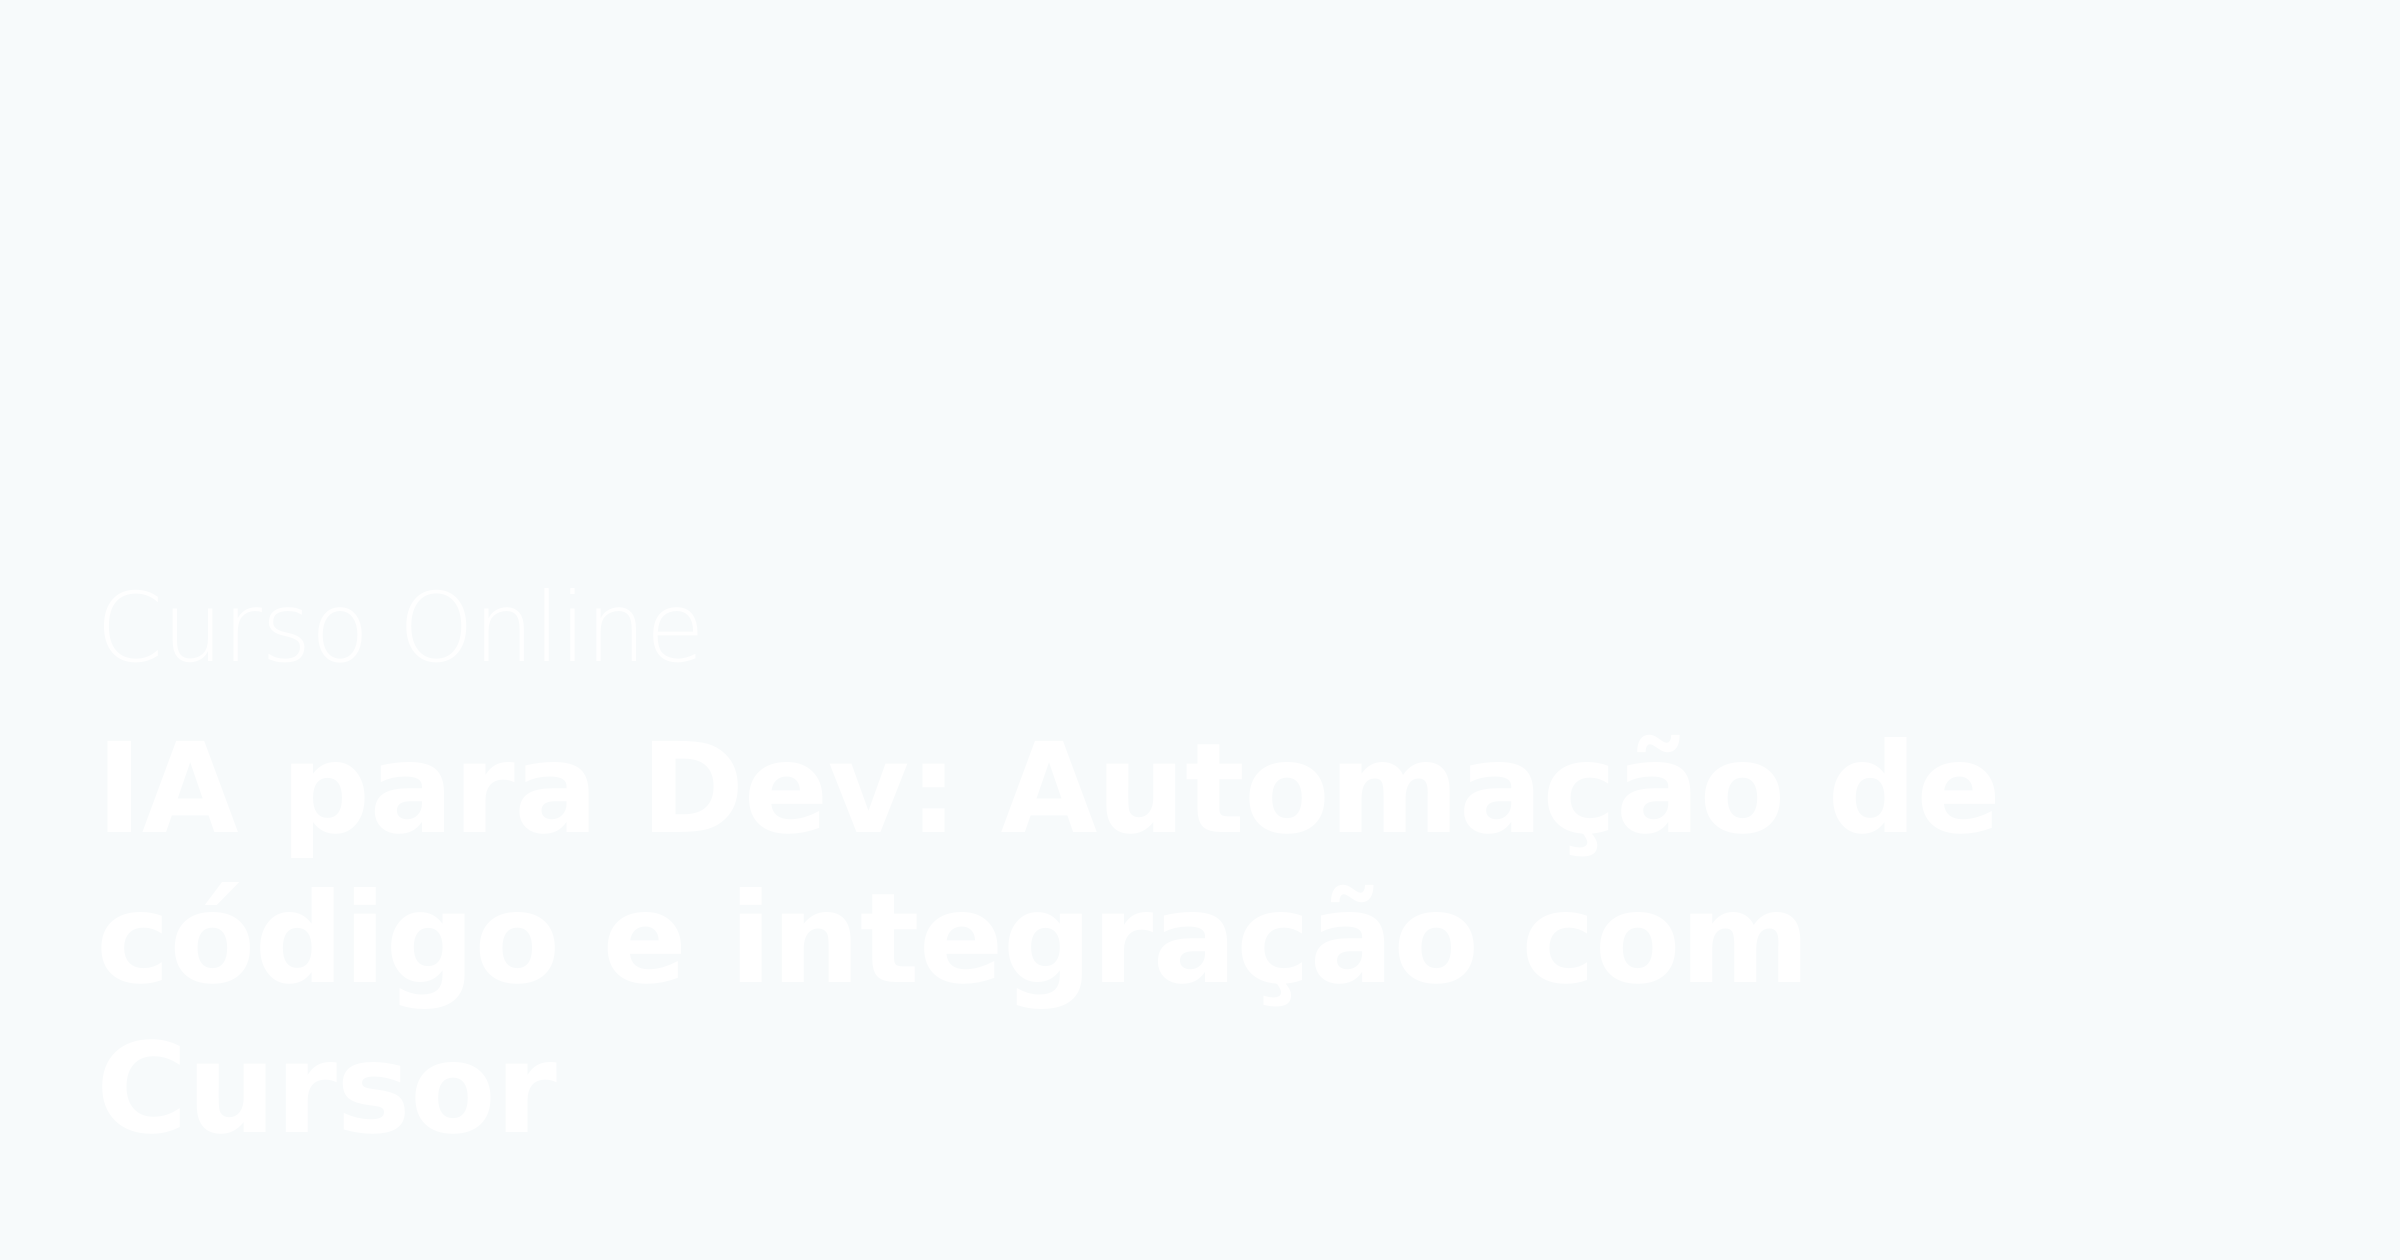 Curso Online
IA para Dev: Automação de
código e integração com
Cursor